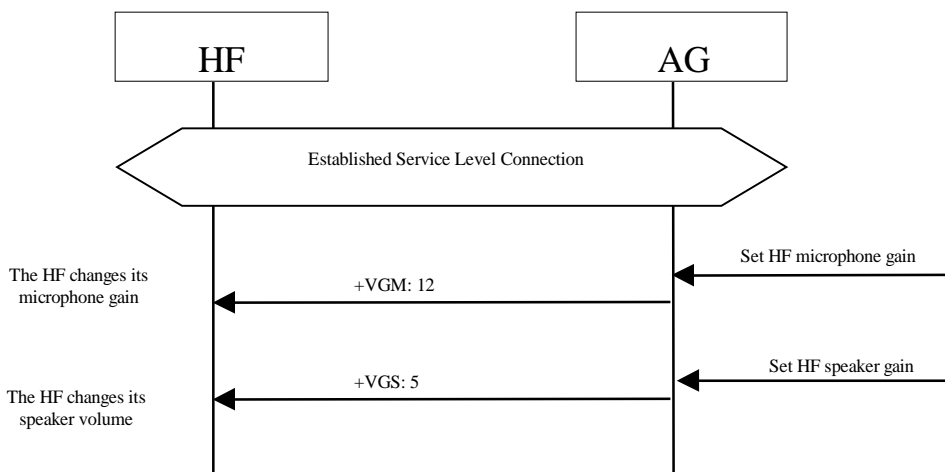 HF
AG
Established Service Level Connection
Set HF microphone gain
The HF changes its
microphone gain
+VGM: 12
Set HF speaker gain
+VGS: 5
The HF changes its
speaker volume